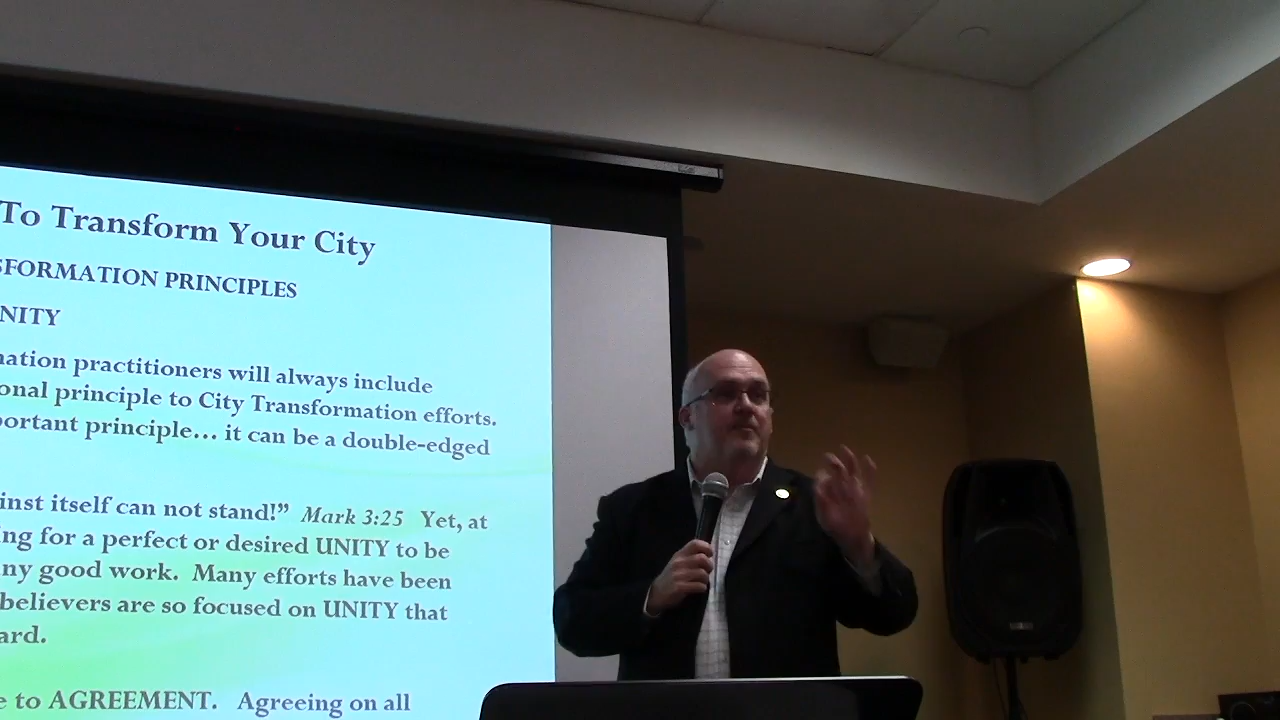 To Transform Your City
SFORMATION PRINCIPLES
NITY
nation practitioners will always include
onal principle to City Transformation efforts.
portant principle... it can be a double-edged
inst itself can not stand!” Mark 3:25 Yet, at
ng for a perfect or desired UNITY to be
ny good work. Many efforts have been
believers are so focused on UNITY that
ard.
e to AGREEMENT. Agreeing on all